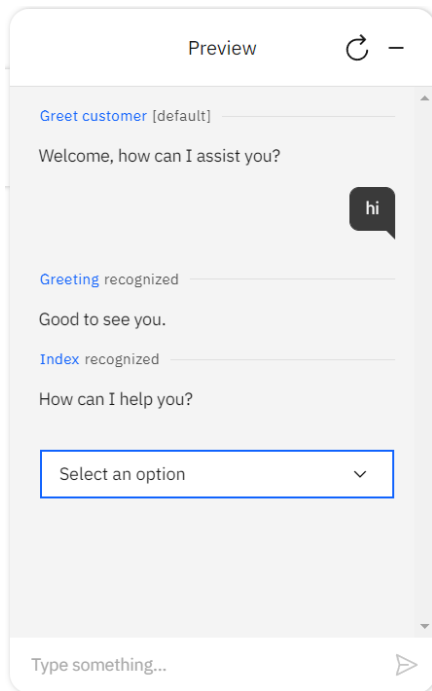 Preview
Greet customer [default]
Welcome, how can I assist you?
hi
Greeting recognized
Good to see you.
Index recognized
How can I help you?
Select an option
Type something...